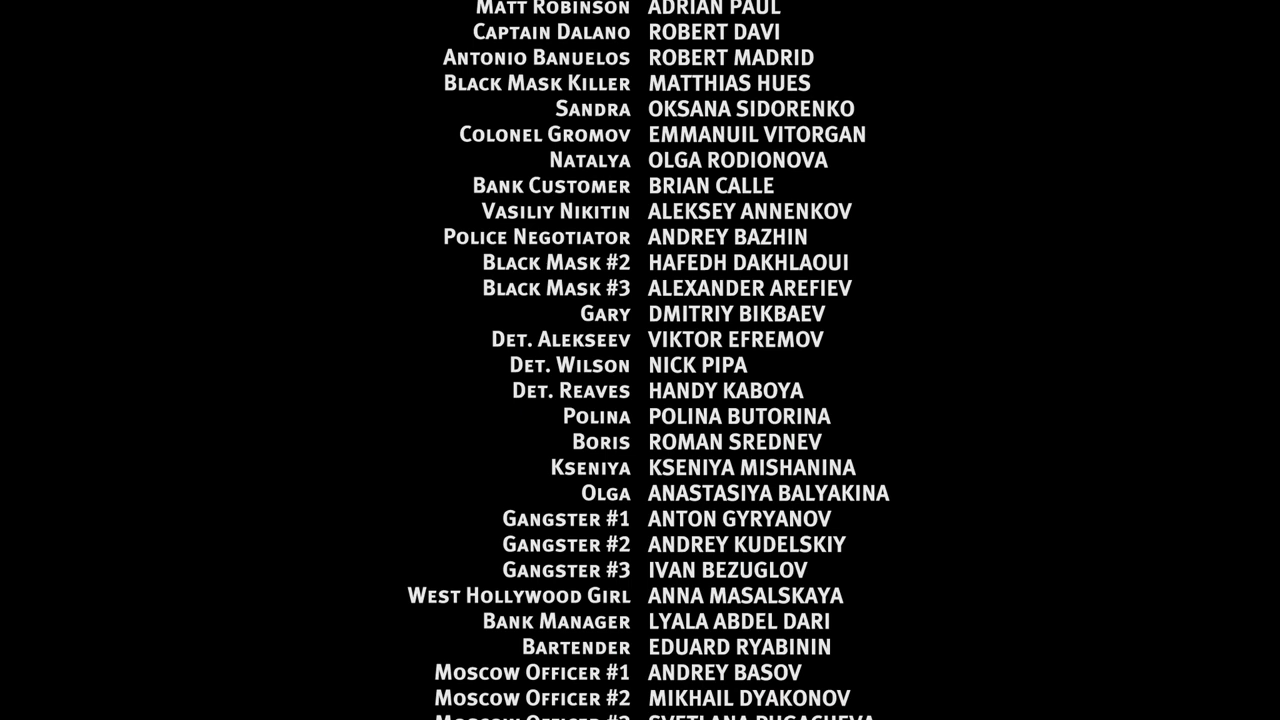 Matt Robinson ADRIAN PAUL
Captain Dalano ROBERT DAVI
Antonio Banuelos ROBERT MADRID
Black Mask Killer MATTHIAS HUES
Sandra OKSANA SIDORENKO
Colonel Gromov EMMANUIL VITORGAN
Natalya OLGA RODIONOVA
Bank Customer BRIAN CALLE
Vasiliy Nikitin ALEKSEY ANNENKOV
Police Negotiator ANDREY BAZHIN
Black Mask #2 HAFEDH DAKHLAOUI
Black Mask #3 ALEXANDER AREFIEV
Gary DMITRIY BIKBAEV
Det. Alekseev VIKTOR EFREMOV
Det. Wilson NICK PIPA
Det. Reaves HANDY KABOYA
Polina POLINA BUTORINA
Boris ROMAN SREDNEV
Kseniya KSENIYA MISHANINA
Olga ANASTASIYA BALYAKINA
Gangster #1 ANTON GYRYANOV
Gangster #2 ANDREY KUDELSKIY
Gangster #3 IVAN BEZUGLOV
West Hollywood Girl ANNA MASALSKAYA
Bank Manager LYALA ABDEL DARI
Bartender EDUARD RYABININ
Moscow Officer #1 ANDREY BASOV
Moscow Officer #2 MIKHAIL DYAKONOV
Moscow Officer #3 SVETLANA PUGACHEVA